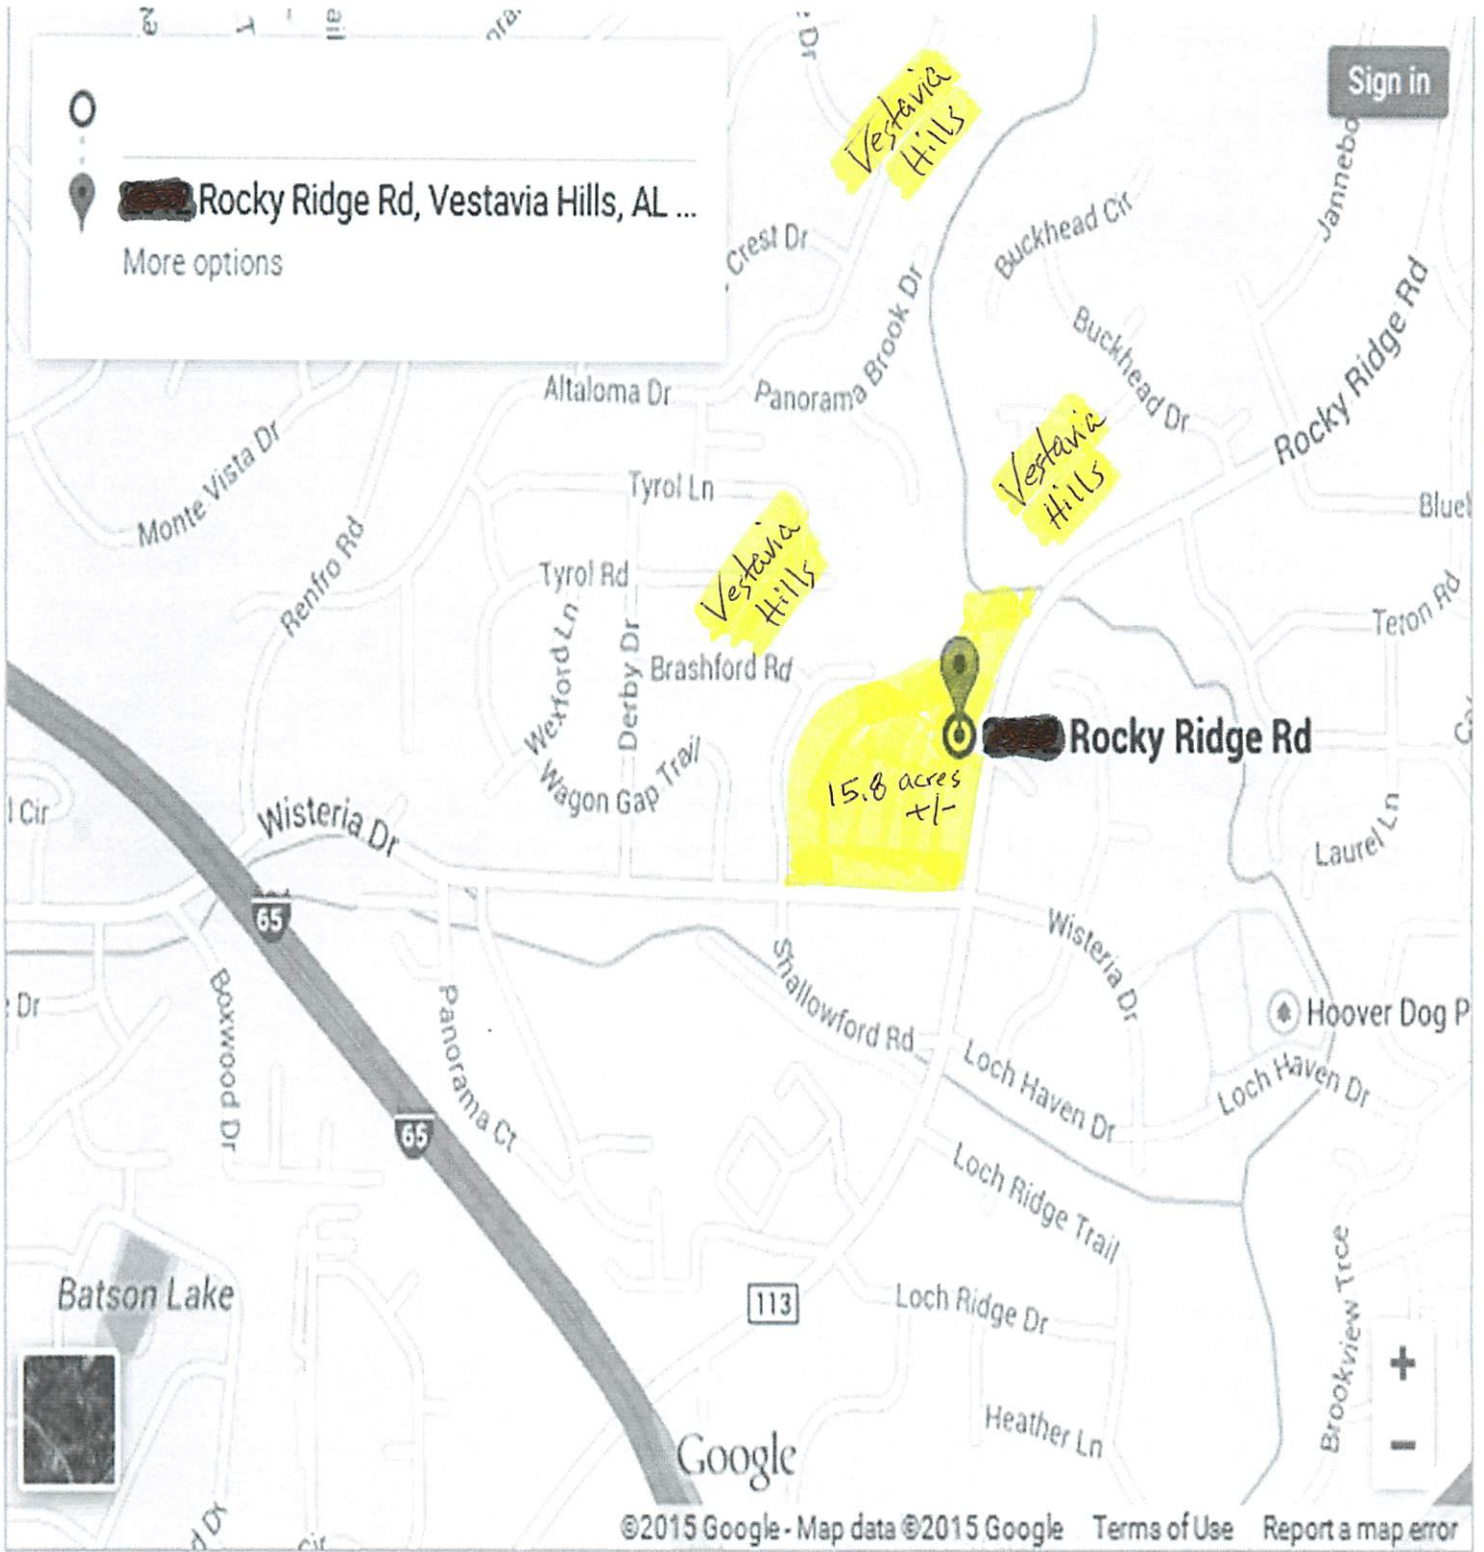 Sign in
Rocky Ridge Rd, Vestavia Hills, AL ...
More options
Vestavia
Hills
Crest Dr
Panorama Brook Dr
Buckhead Cir
Buckhead Dr
Rocky Ridge Rd
Altaloma Dr
Monte Vista Dr
Tyrol Ln
Vestavia
Hills
Vestavia
Hills
Renfro Rd
Tyrol Rd
Wexford Ln
Derby Dr
Brashford Rd
Teron Rd
Rocky Ridge Rd
15.8 acres
+/-
Wagon Gap Trail
Wisteria Dr
l Cir
Laurel Ln
65
Wisteria Dr
Shallowford Rd
Dr
Boxwood Dr
Panorama Ct
Hoover Dog P
Loch Haven Dr
Loch Haven Dr
65
Loch Ridge Trail
Batson Lake
113
Loch Ridge Dr
Brookview Trce
Heather Ln
+
-
Google
©2015 Google - Map data ©2015 Google Terms of Use Report a map error